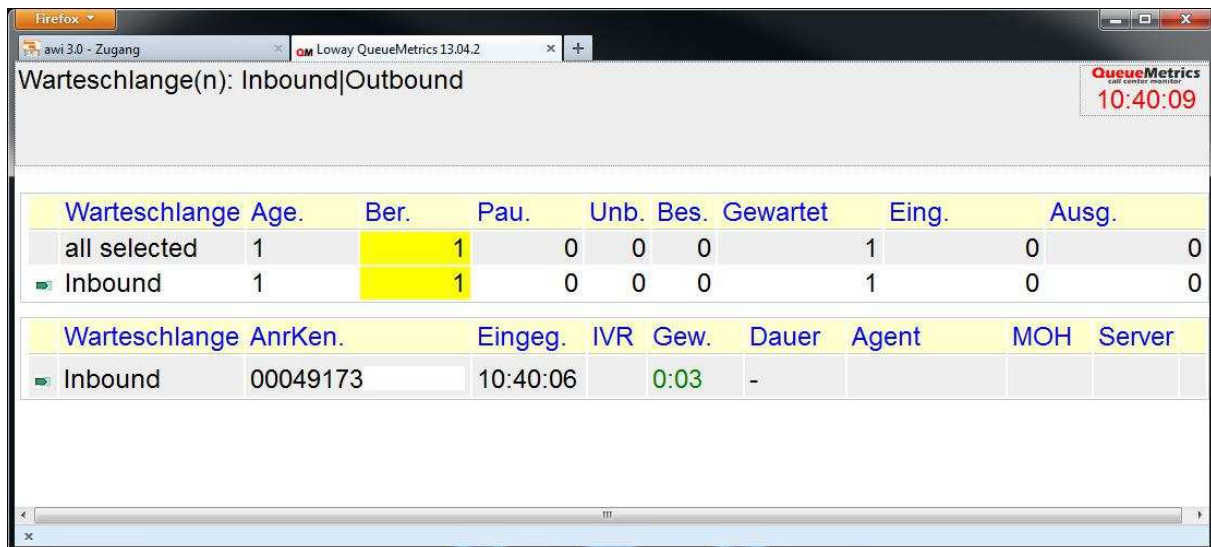 Firefox
awi 3.0 - Zugang
QM Loway QueueMetrics 13.04.2
Warteschlange(n): Inbound|Outbound
QueueMetrics
call center monitor
10:40:09
Warteschlange Age. Ber. Pau. Unb. Bes. Gewartet Eing. Ausg.
all selected 1 1 0 0 0 1 0 0
Inbound 1 1 0 0 0 1 0 0
Warteschlange AnrKen. Eingeg. IVR Gew. Dauer Agent MOH Server
Inbound 00049173 10:40:06 0:03 -